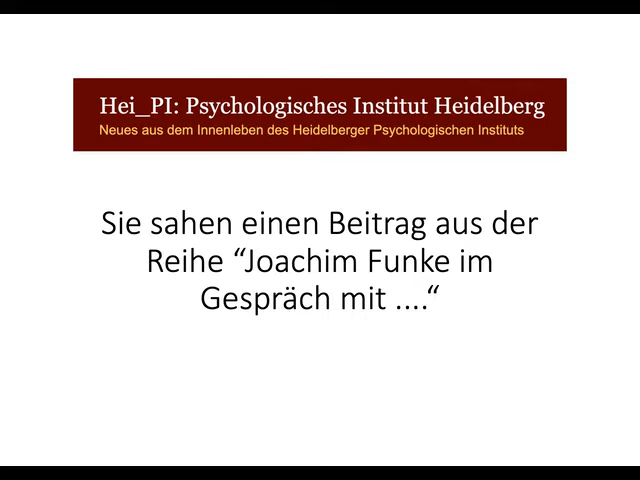 Hei_PI: Psychologisches Institut Heidelberg
Neues aus dem Innenleben des Heidelberger Psychologischen Instituts
Sie sahen einen Beitrag aus der
Reihe “Joachim Funke im
Gespräch mit ....“